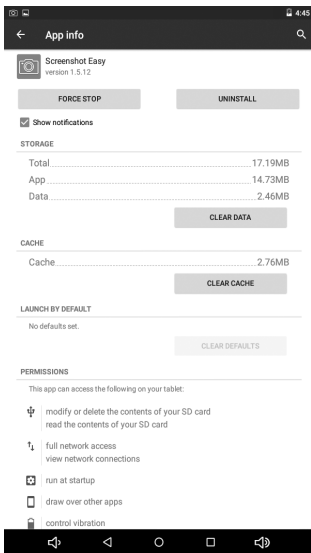 4:45
App info
Screenshot Easy
version 1.5.12
FORCE STOP
UNINSTALL
Show notifications
STORAGE
Total 17.19MB
App 14.73MB
Data 2.46MB
CLEAR DATA
CACHE
Cache 2.76MB
CLEAR CACHE
LAUNCH BY DEFAULT
No defaults set.
CLEAR DEFAULTS
PERMISSIONS
This app can access the following on your tablet:
modify or delete the contents of your SD card
read the contents of your SD card
full network access
view network connections
run at startup
draw over other apps
control vibration